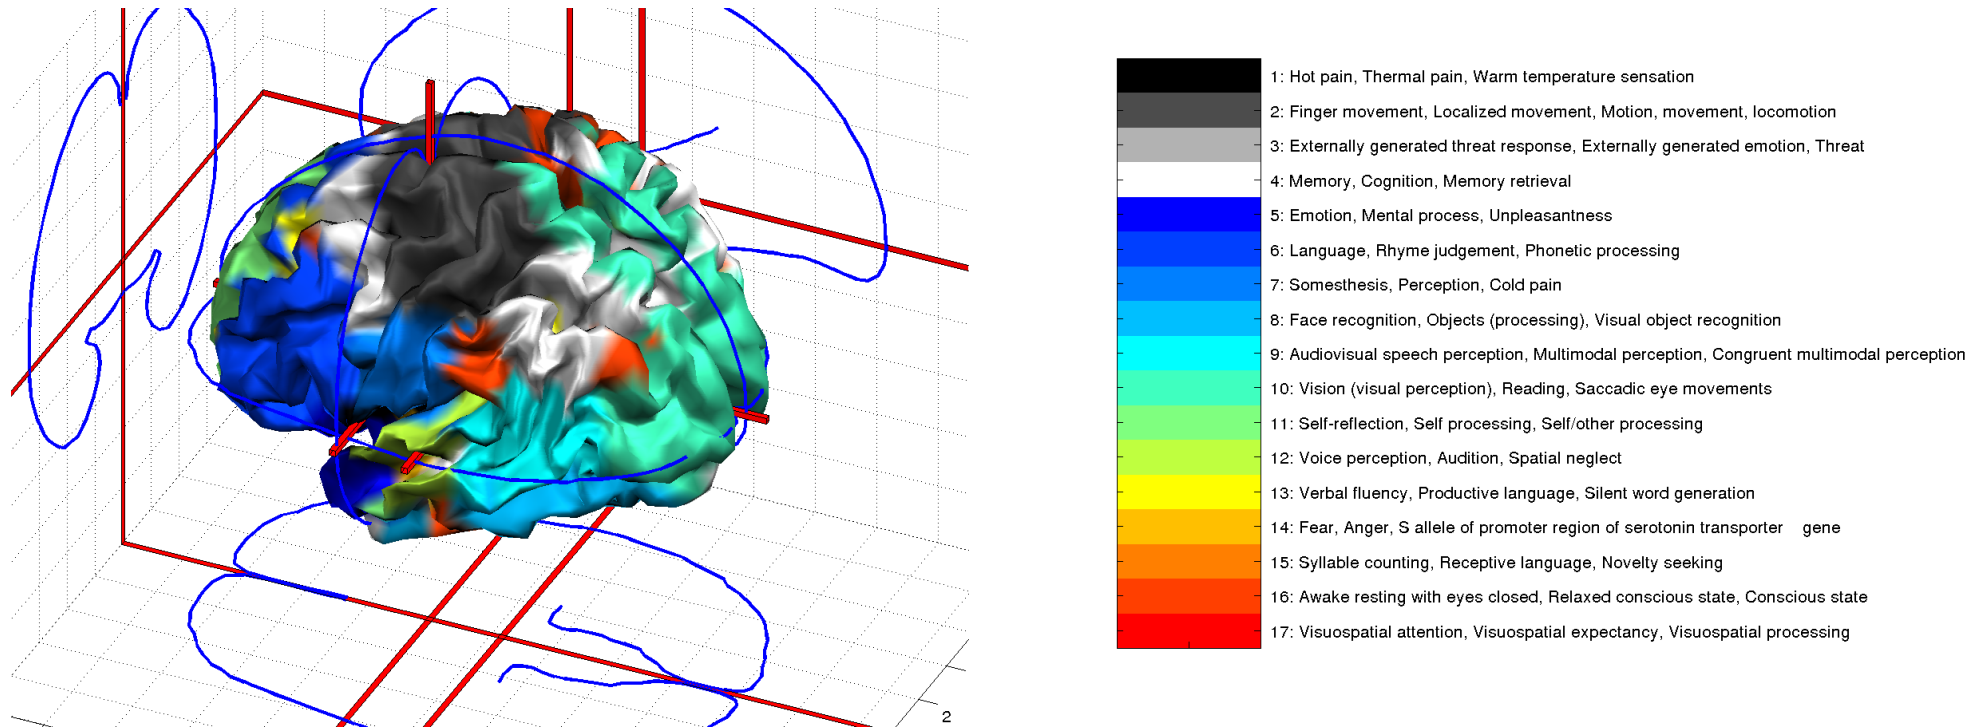 1: Hot pain, Thermal pain, Warm temperature sensation
2: Finger movement, Localized movement, Motion, movement, locomotion
3: Externally generated threat response, Externally generated emotion, Threat
4: Memory, Cognition, Memory retrieval
5: Emotion, Mental process, Unpleasantness
6: Language, Rhyme judgement, Phonetic processing
7: Somesthesis, Perception, Cold pain
8: Face recognition, Objects (processing), Visual object recognition
9: Audiovisual speech perception, Multimodal perception, Congruent multimodal perception
10: Vision (visual perception), Reading, Saccadic eye movements
11: Self-reflection, Self processing, Self/other processing
12: Voice perception, Audition, Spatial neglect
13: Verbal fluency, Productive language, Silent word generation
14: Fear, Anger, S allele of promoter region of serotonin transporter gene
15: Syllable counting, Receptive language, Novelty seeking
16: Awake resting with eyes closed, Relaxed conscious state, Conscious state
17: Visuospatial attention, Visuospatial expectancy, Visuospatial processing
2